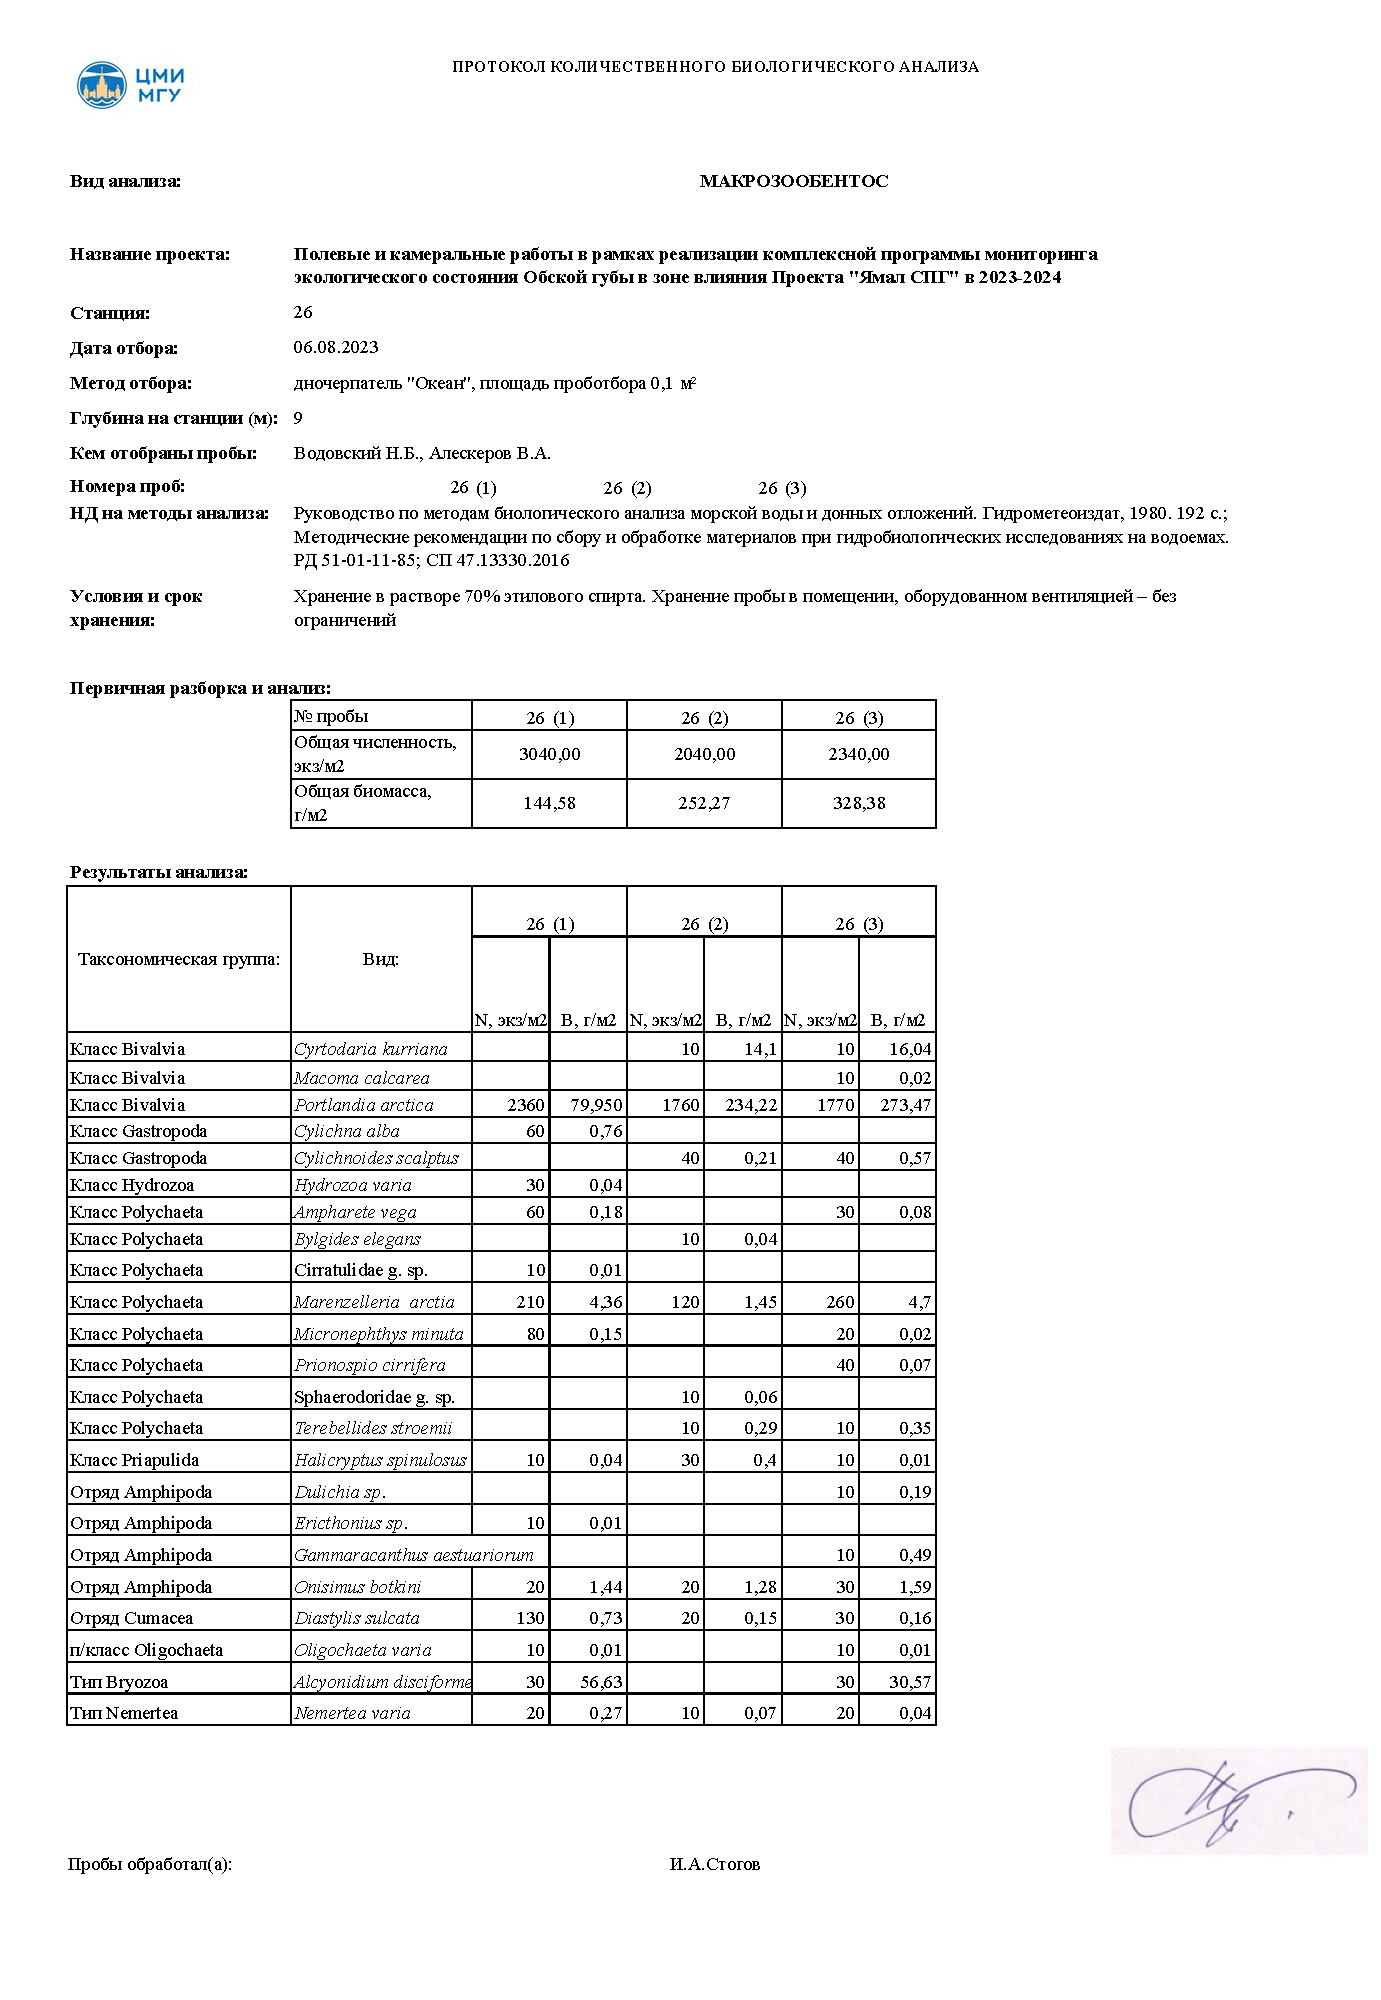 ЦМИ
МГУ
ПРОТОКОЛ КОЛИЧЕСТВЕННОГО БИОЛОГИЧЕСКОГО АНАЛИЗА
Вид анализа: МАКРОЗООБЕНТОС
Название проекта: Полевые и камеральные работы в рамках реализации комплексной программы мониторинга
экологического состояния Обской губы в зоне влияния Проекта "Ямал СПГ" в 2023-2024
Станция: 26
Дата отбора: 06.08.2023
Метод отбора: дночерпатель "Океан", площадь проботбора 0,1 м²
Глубина на станции (м): 9
Кем отобраны пробы: Водовский Н.Б., Алескеров В.А.
Номера проб: 26 (1) 26 (2) 26 (3)
НД на методы анализа: Руководство по методам биологического анализа морской воды и донных отложений. Гидрометеоиздат, 1980. 192 с.;
Методические рекомендации по сбору и обработке материалов при гидробиологических исследованиях на водоемах.
РД 51-01-11-85; СП 47.13330.2016
Условия и срок Хранение в растворе 70% этилового спирта. Хранение пробы в помещении, оборудованном вентиляцией – без
хранения: ограничений
Первичная разборка и анализ:
№ пробы 26 (1) 26 (2) 26 (3)
Общая численность,
экз/м2 3040,00 2040,00 2340,00
Общая биомасса,
г/м2 144,58 252,27 328,38
Результаты анализа:
26 (1) 26 (2) 26 (3)
Таксономическая группа: Вид:
N, экз/м2 В, г/м2 N, экз/м2 В, г/м2 N, экз/м2 В, г/м2
Класс Bivalvia Cyrtodaria kurriana 10 14,1 10 16,04
Класс Bivalvia Macoma calcarea 10 0,02
Класс Bivalvia Portlandia arctica 2360 79,950 1760 234,22 1770 273,47
Класс Gastropoda Cylichna alba 60 0,76
Класс Gastropoda Cylichnoides scalptus 40 0,21 40 0,57
Класс Hydrozoa Hydrozoa varia 30 0,04
Класс Polychaeta Ampharete vega 60 0,18 30 0,08
Класс Polychaeta Bylgides elegans 10 0,04
Класс Polychaeta Cirratulidae g. sp. 10 0,01
Класс Polychaeta Marenzelleria arctia 210 4,36 120 1,45 260 4,7
Класс Polychaeta Micronephthys minuta 80 0,15 20 0,02
Класс Polychaeta Prionospio cirrifera 40 0,07
Класс Polychaeta Sphaerodoridae g. sp. 10 0,06
Класс Polychaeta Terebellides stroemii 10 0,29 10 0,35
Класс Priapulida Halicryptus spinulosus 10 0,04 30 0,4 10 0,01
Отряд Amphipoda Dulichia sp. 10 0,19
Отряд Amphipoda Ericthonius sp. 10 0,01
Отряд Amphipoda Gammaracanthus aestuariorum 10 0,49
Отряд Amphipoda Onisimus botkini 20 1,44 20 1,28 30 1,59
Отряд Cumacea Diastylis sulcata 130 0,73 20 0,15 30 0,16
п/класс Oligochaeta Oligochaeta varia 10 0,01 10 0,01
Тип Bryozoa Alcyonidium disciforme 30 56,63 30 30,57
Тип Nemertea Nemertea varia 20 0,27 10 0,07 20 0,04
Пробы обработал(а): И.А.Стогов